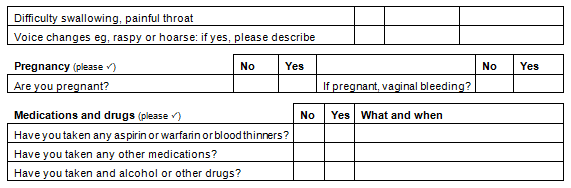 Difficulty swallowing, painful throat
Voice changes eg, raspy or hoarse: if yes, please describe
Pregnancy (please ✓) No Yes No Yes
Are you pregnant? If pregnant, vaginal bleeding?
Medications and drugs (please ✓) No Yes What and when
Have you taken any aspirin or warfarin or blood thinners?
Have you taken any other medications?
Have you taken and alcohol or other drugs?